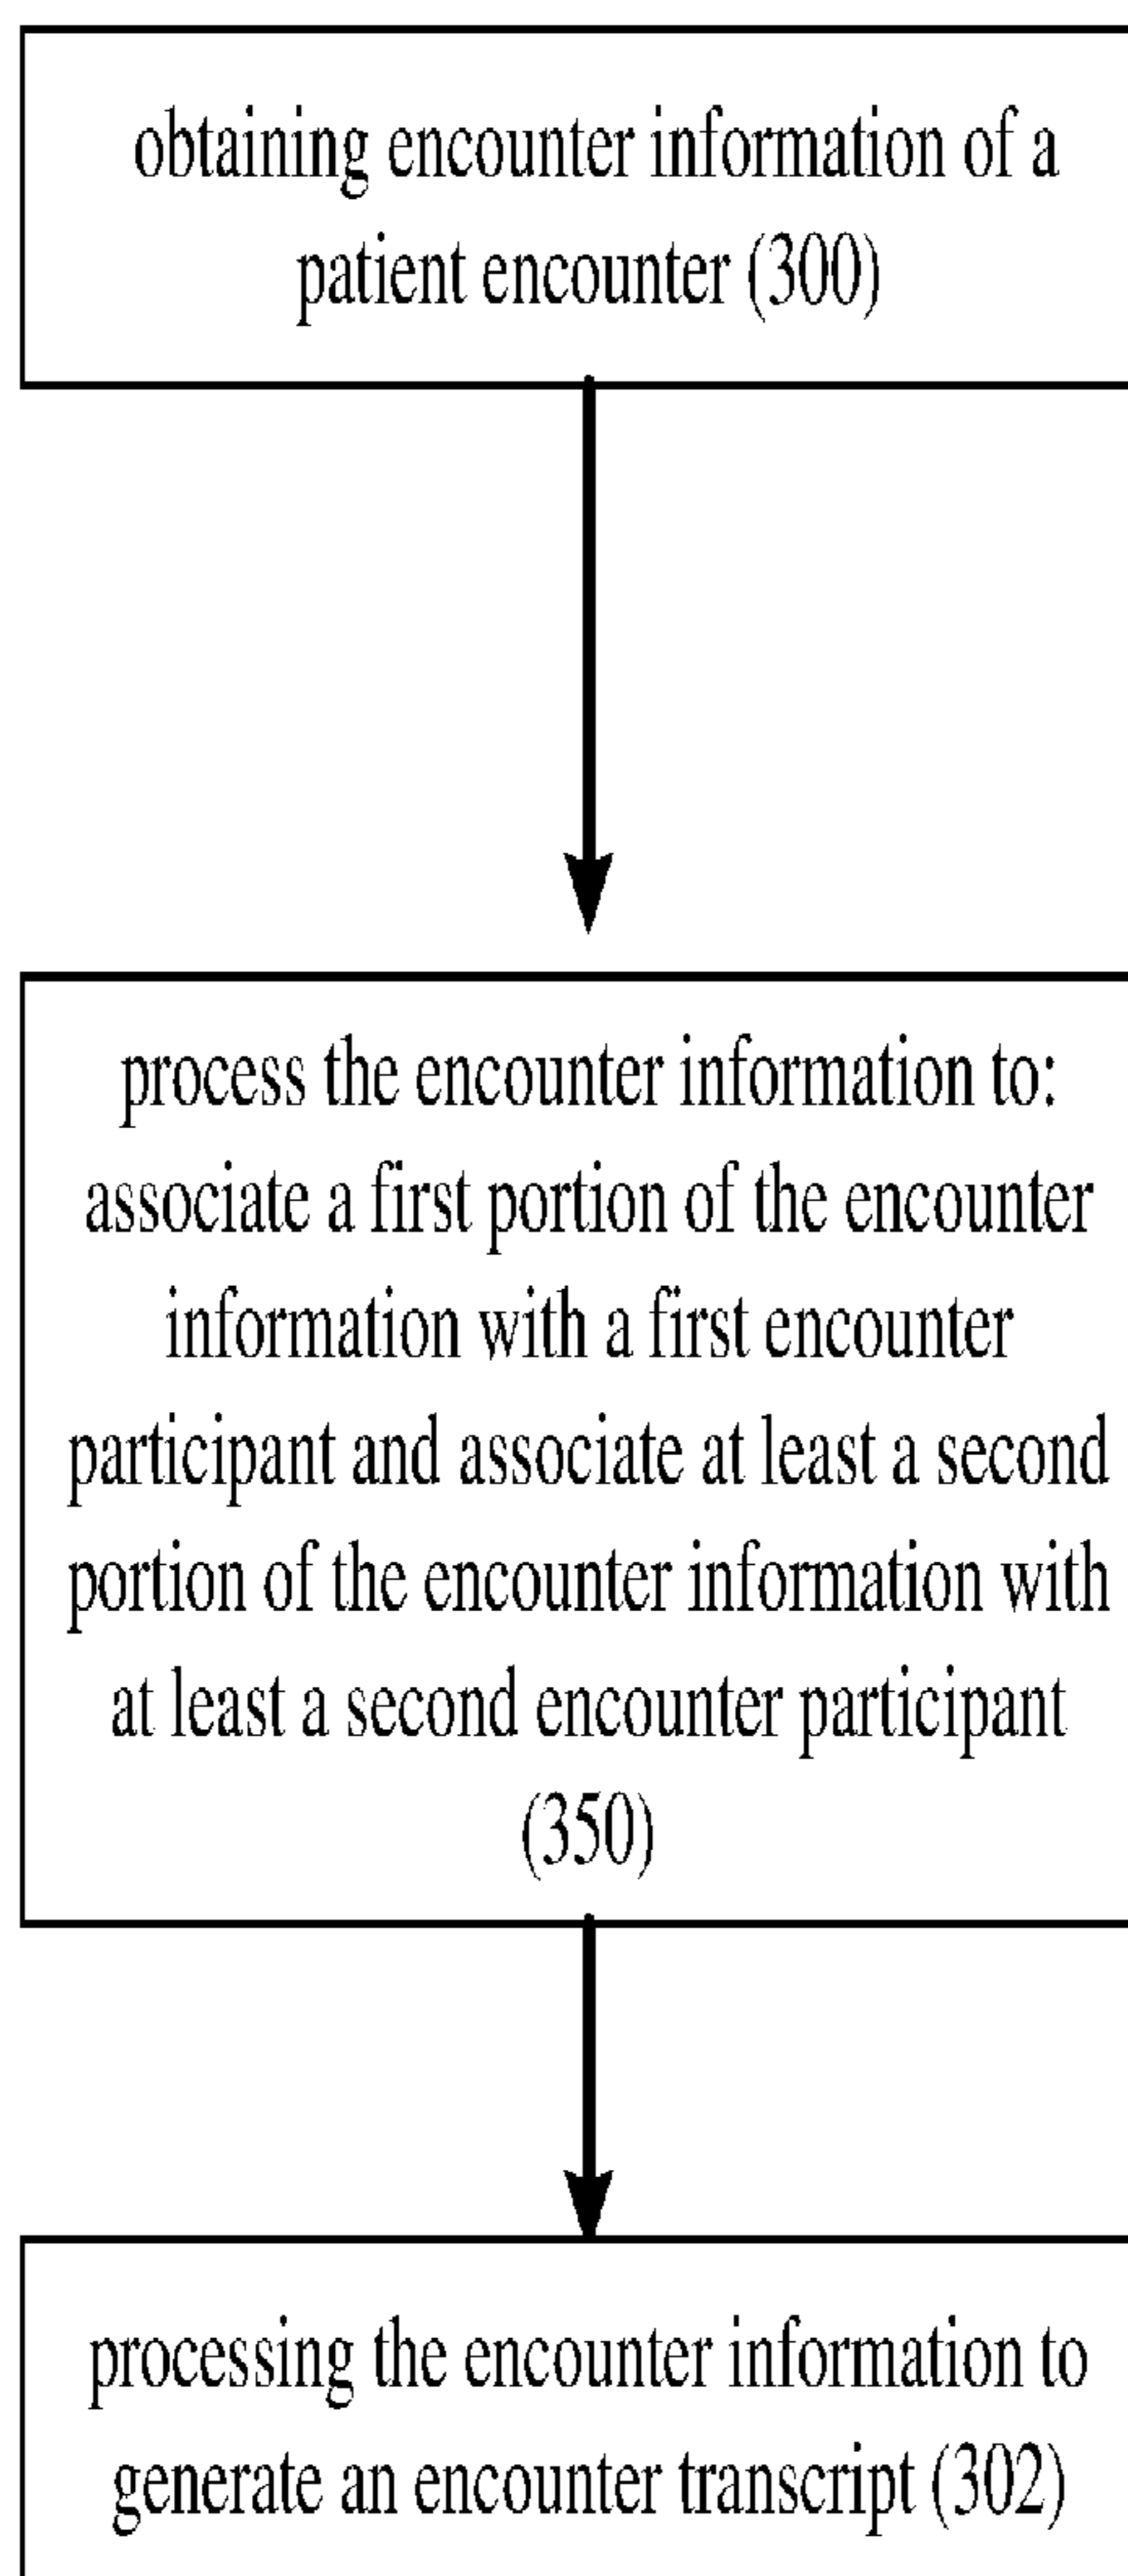 obtaining encounter information of a
patient encounter (300)
process the encounter information to:
associate a first portion of the encounter
information with a first encounter
participant and associate at least a second
portion of the encounter information with
at least a second encounter participant
(350)
processing the encounter information to
generate an encounter transcript (302)